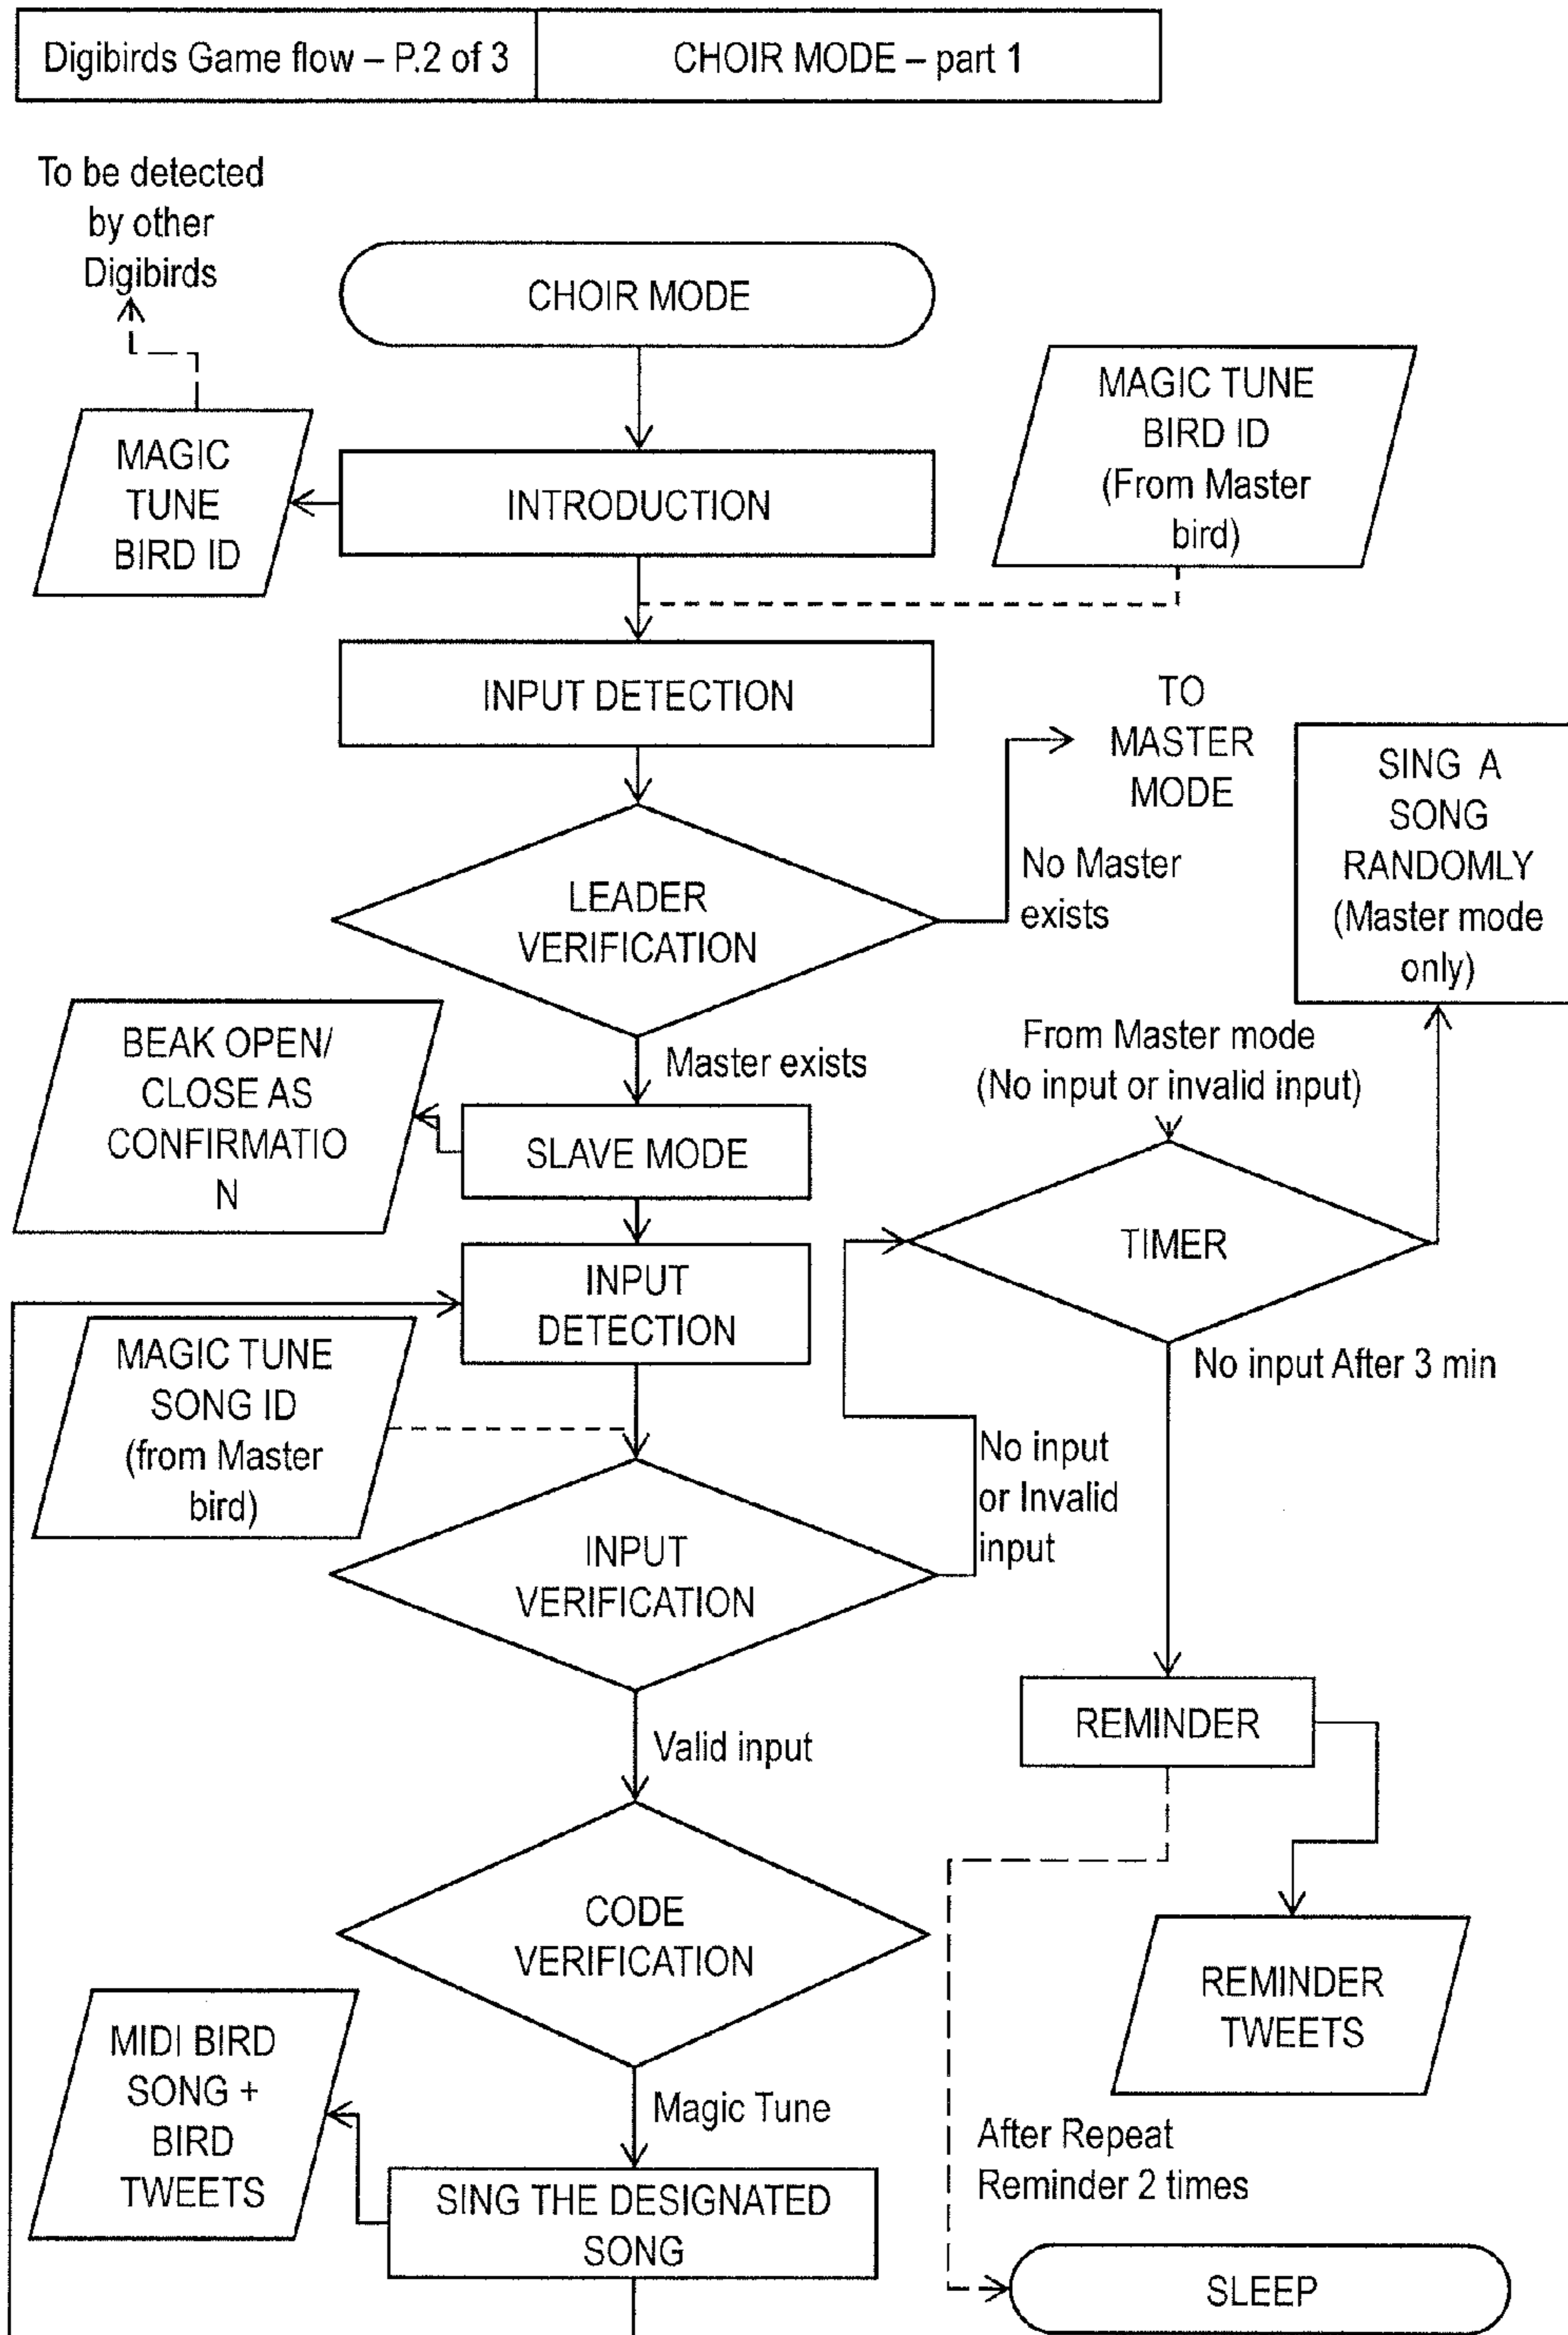 Digibirds Game flow – P.2 of 3
CHOIR MODE – part 1
To be detected
by other
Digibirds
CHOIR MODE
MAGIC TUNE
BIRD ID
(From Master
bird)
MAGIC
TUNE
BIRD ID
INTRODUCTION
INPUT DETECTION
TO
MASTER
MODE
SING A
SONG
RANDOMLY
(Master mode
only)
LEADER
VERIFICATION
No Master
exists
Master exists
From Master mode
(No input or invalid input)
BEAK OPEN/
CLOSE AS
CONFIRMATIO
N
SLAVE MODE
TIMER
INPUT
DETECTION
MAGIC TUNE
SONG ID
(from Master
bird)
No input After 3 min
No input
or Invalid
input
INPUT
VERIFICATION
Valid input
REMINDER
CODE
VERIFICATION
REMINDER
TWEETS
MIDI BIRD
SONG +
BIRD
TWEETS
Magic Tune
After Repeat
Reminder 2 times
SING THE DESIGNATED
SONG
SLEEP